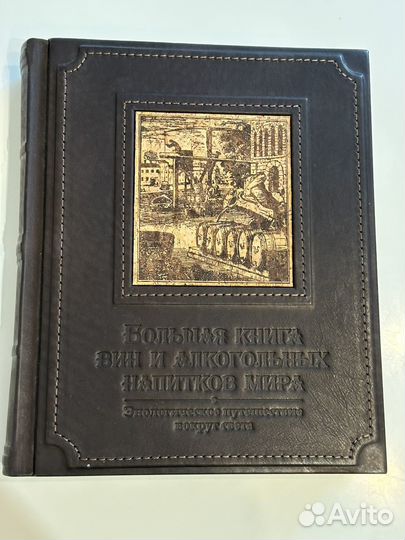 Большая книга
вин и алкогольных
напитков мира
Энологическое путешествие
вокруг света
Avito